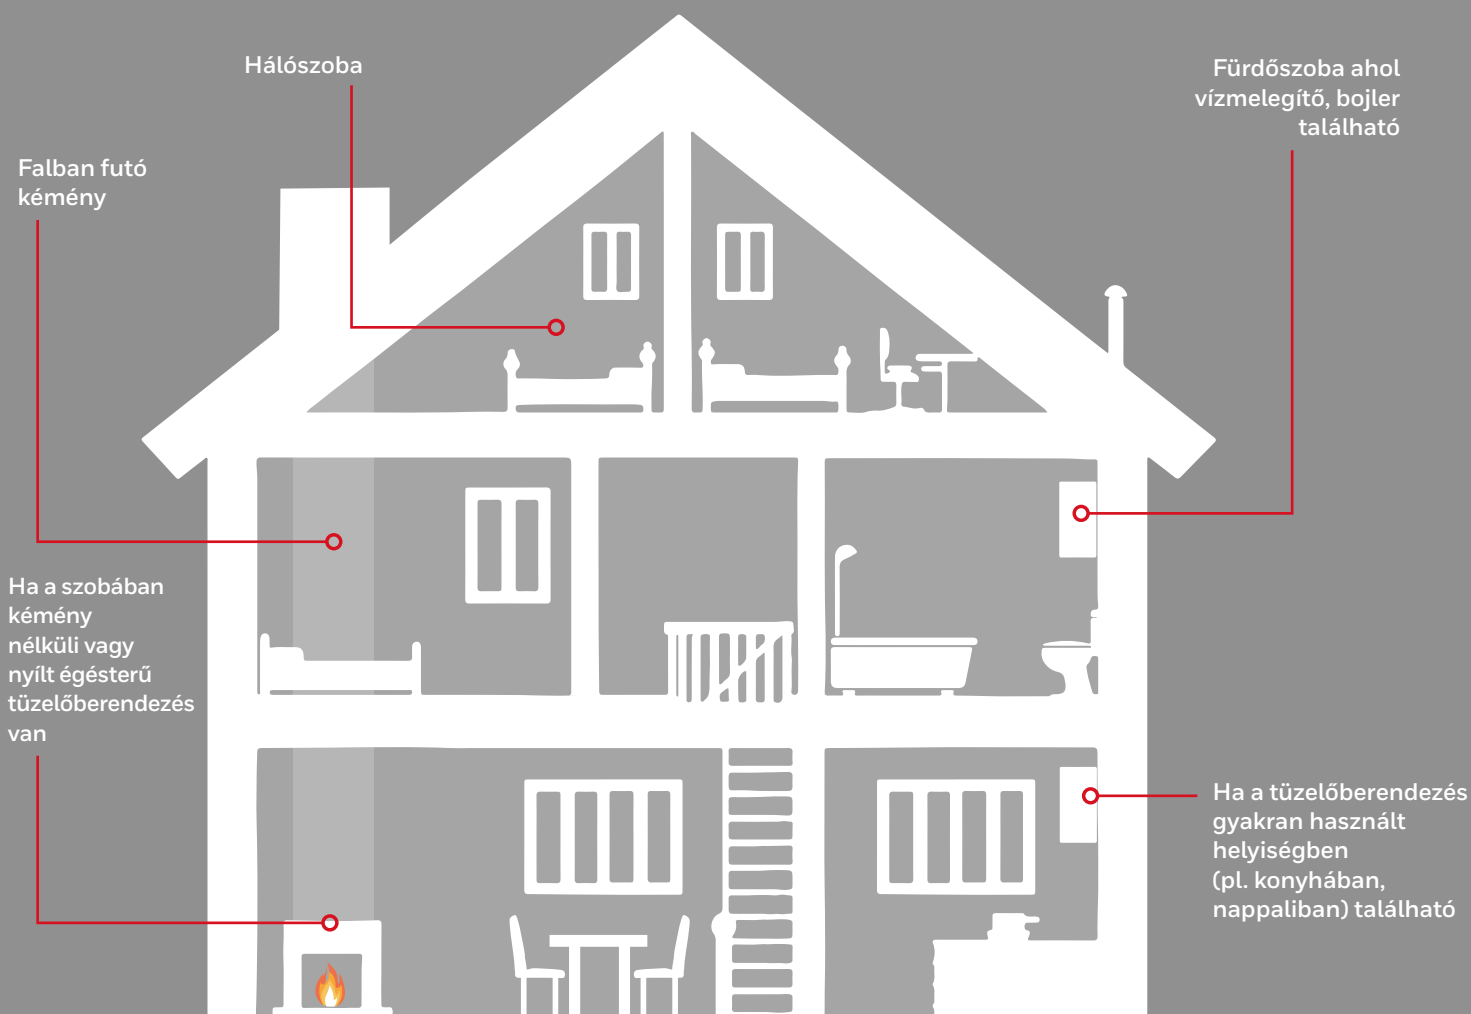 Hálószoba
Fürdőszoba ahol
vízmelegítő, bojler
található
Falban futó
kémény
Ha a szobában
kémény
nélküli vagy
nyílt égésterű
tüzelőberendezés
van
Ha a tüzelőberendezés
gyakran használt
helyiségben
(pl. konyhában,
nappaliban) található